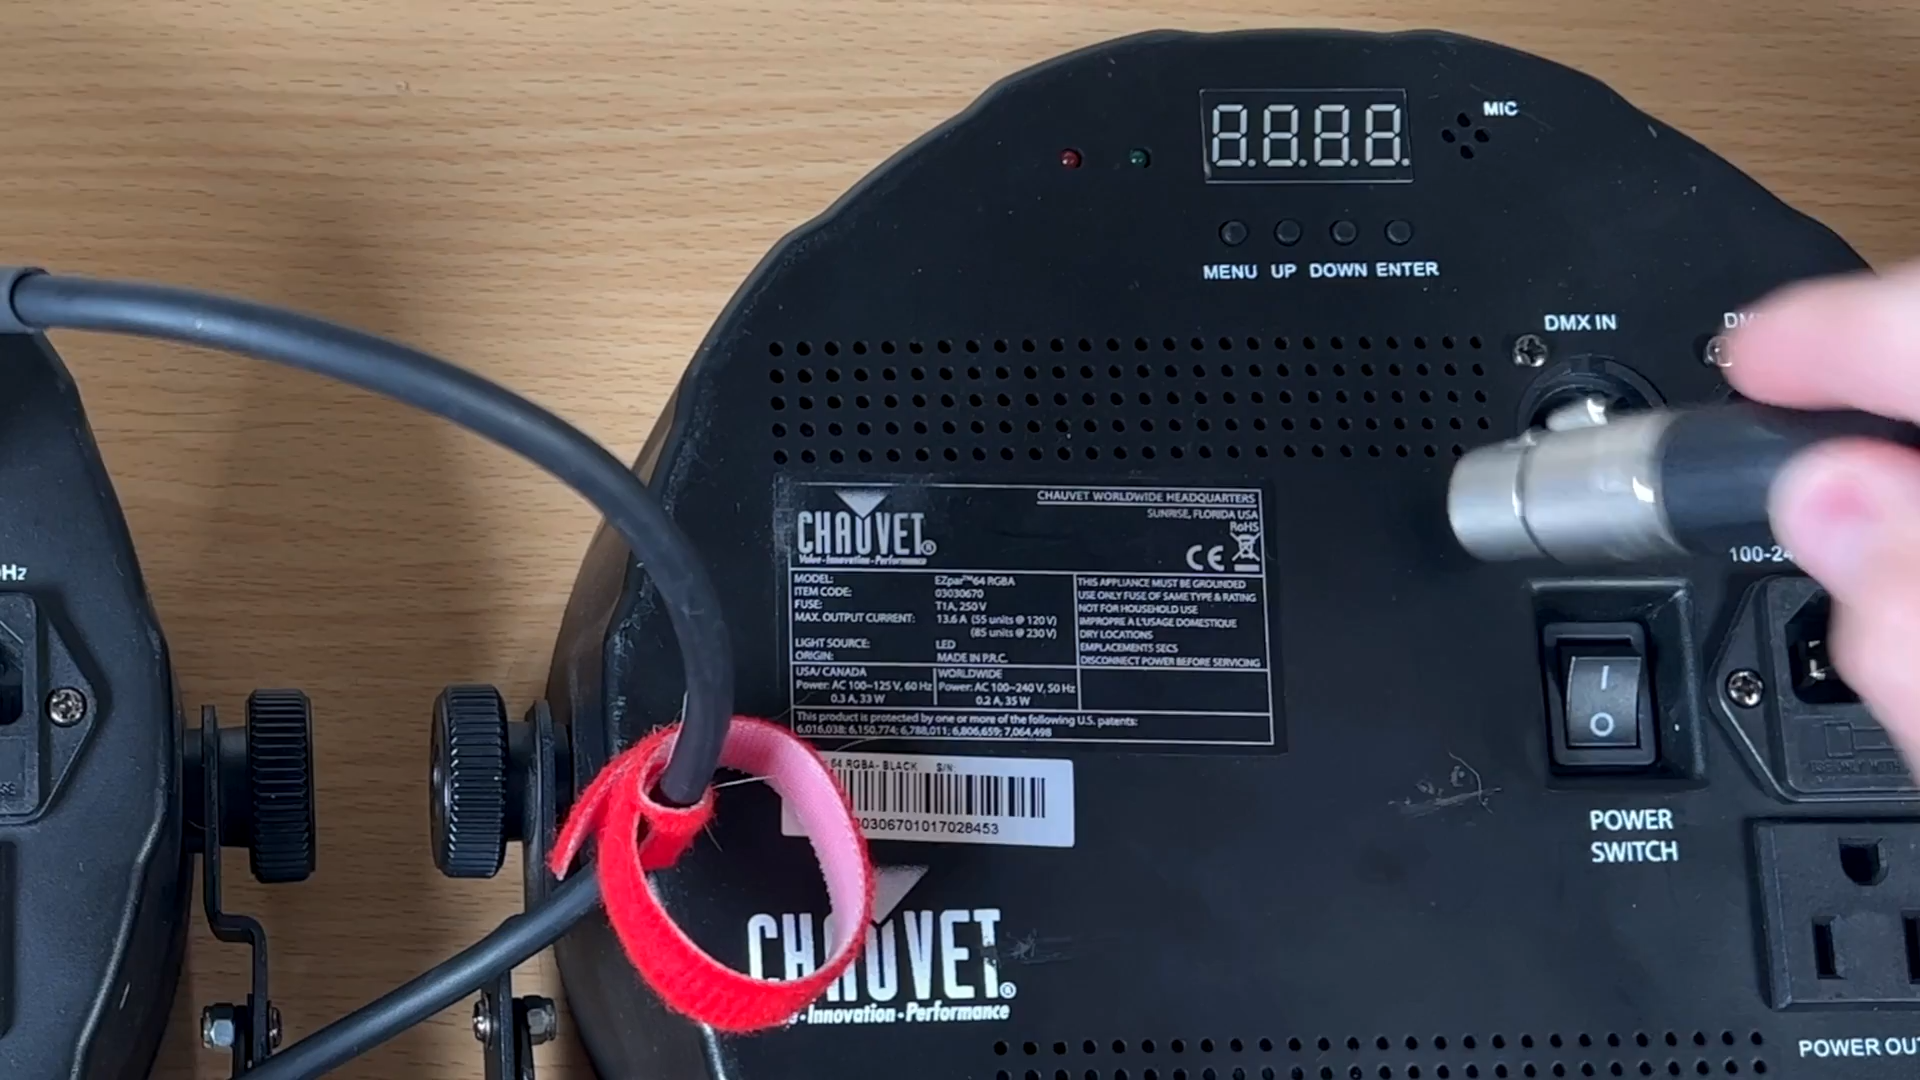 8.8.8.8.
MIC
MENU UP DOWN ENTER
DMX IN
Hz
CHAUVET®
Value·Innovation·Performance
CHAUVET WORLDWIDE HEADQUARTERS
SUNRISE, FLORIDA USA
RoHS
CE
MODEL: EZpar™64 RGBA
ITEM CODE: 03030670
FUSE: T1A, 250 V
MAX. OUTPUT CURRENT: 13.6 A (55 units @ 120 V)
(85 units @ 230 V)
LIGHT SOURCE: LED
ORIGIN: MADE IN P.R.C.
THIS APPLIANCE MUST BE GROUNDED
USE ONLY FUSE OF SAME TYPE & RATING
NOT FOR HOUSEHOLD USE
IMPROPRE A L'USAGE DOMESTIQUE
DRY LOCATIONS
EMPLACEMENTS SECS
DISCONNECT POWER BEFORE SERVICING
USA/ CANADA
Power: AC 100~125 V, 60 Hz
0.3 A, 33 W
WORLDWIDE
Power: AC 100~240 V, 50 Hz
0.2 A, 35 W
This product is protected by one or more of the following U.S. patents:
6,016,038; 6,150,774; 6,788,011; 6,806,659; 7,064,498
64 RGBA- BLACK S/N:
0306701017028453
100-24
I
O
POWER
SWITCH
CHAUVET®
-Innovation-Performance
POWER OUT